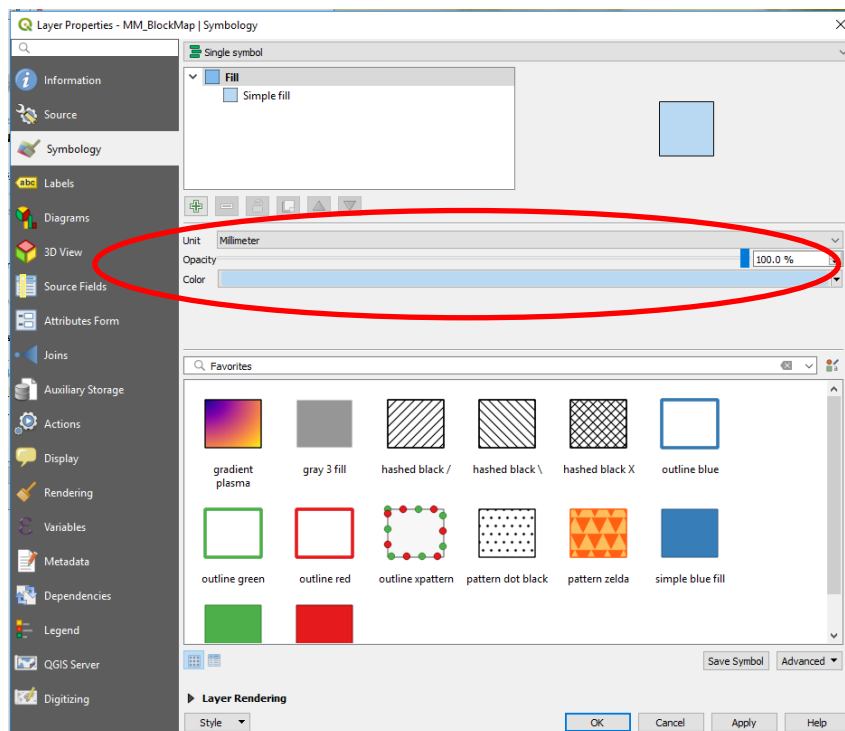 Layer Properties - MM_BlockMap | Symbology
Single symbol
Information
Source
Symbology
abc Labels
Diagrams
3D View
Source Fields
Attributes Form
Joins
Auxiliary Storage
Actions
Display
Rendering
Variables
Metadata
Dependencies
Legend
QGIS Server
Digitizing
Fill
Simple fill
Unit Millimeter
Opacity 100.0 %
Color
Favorites
gradient plasma
gray 3 fill
hashed black /
hashed black \
hashed black X
outline blue
outline green
outline red
outline xpattern
pattern dot black
pattern zelda
simple blue fill
Save Symbol Advanced
Layer Rendering
Style OK Cancel Apply Help